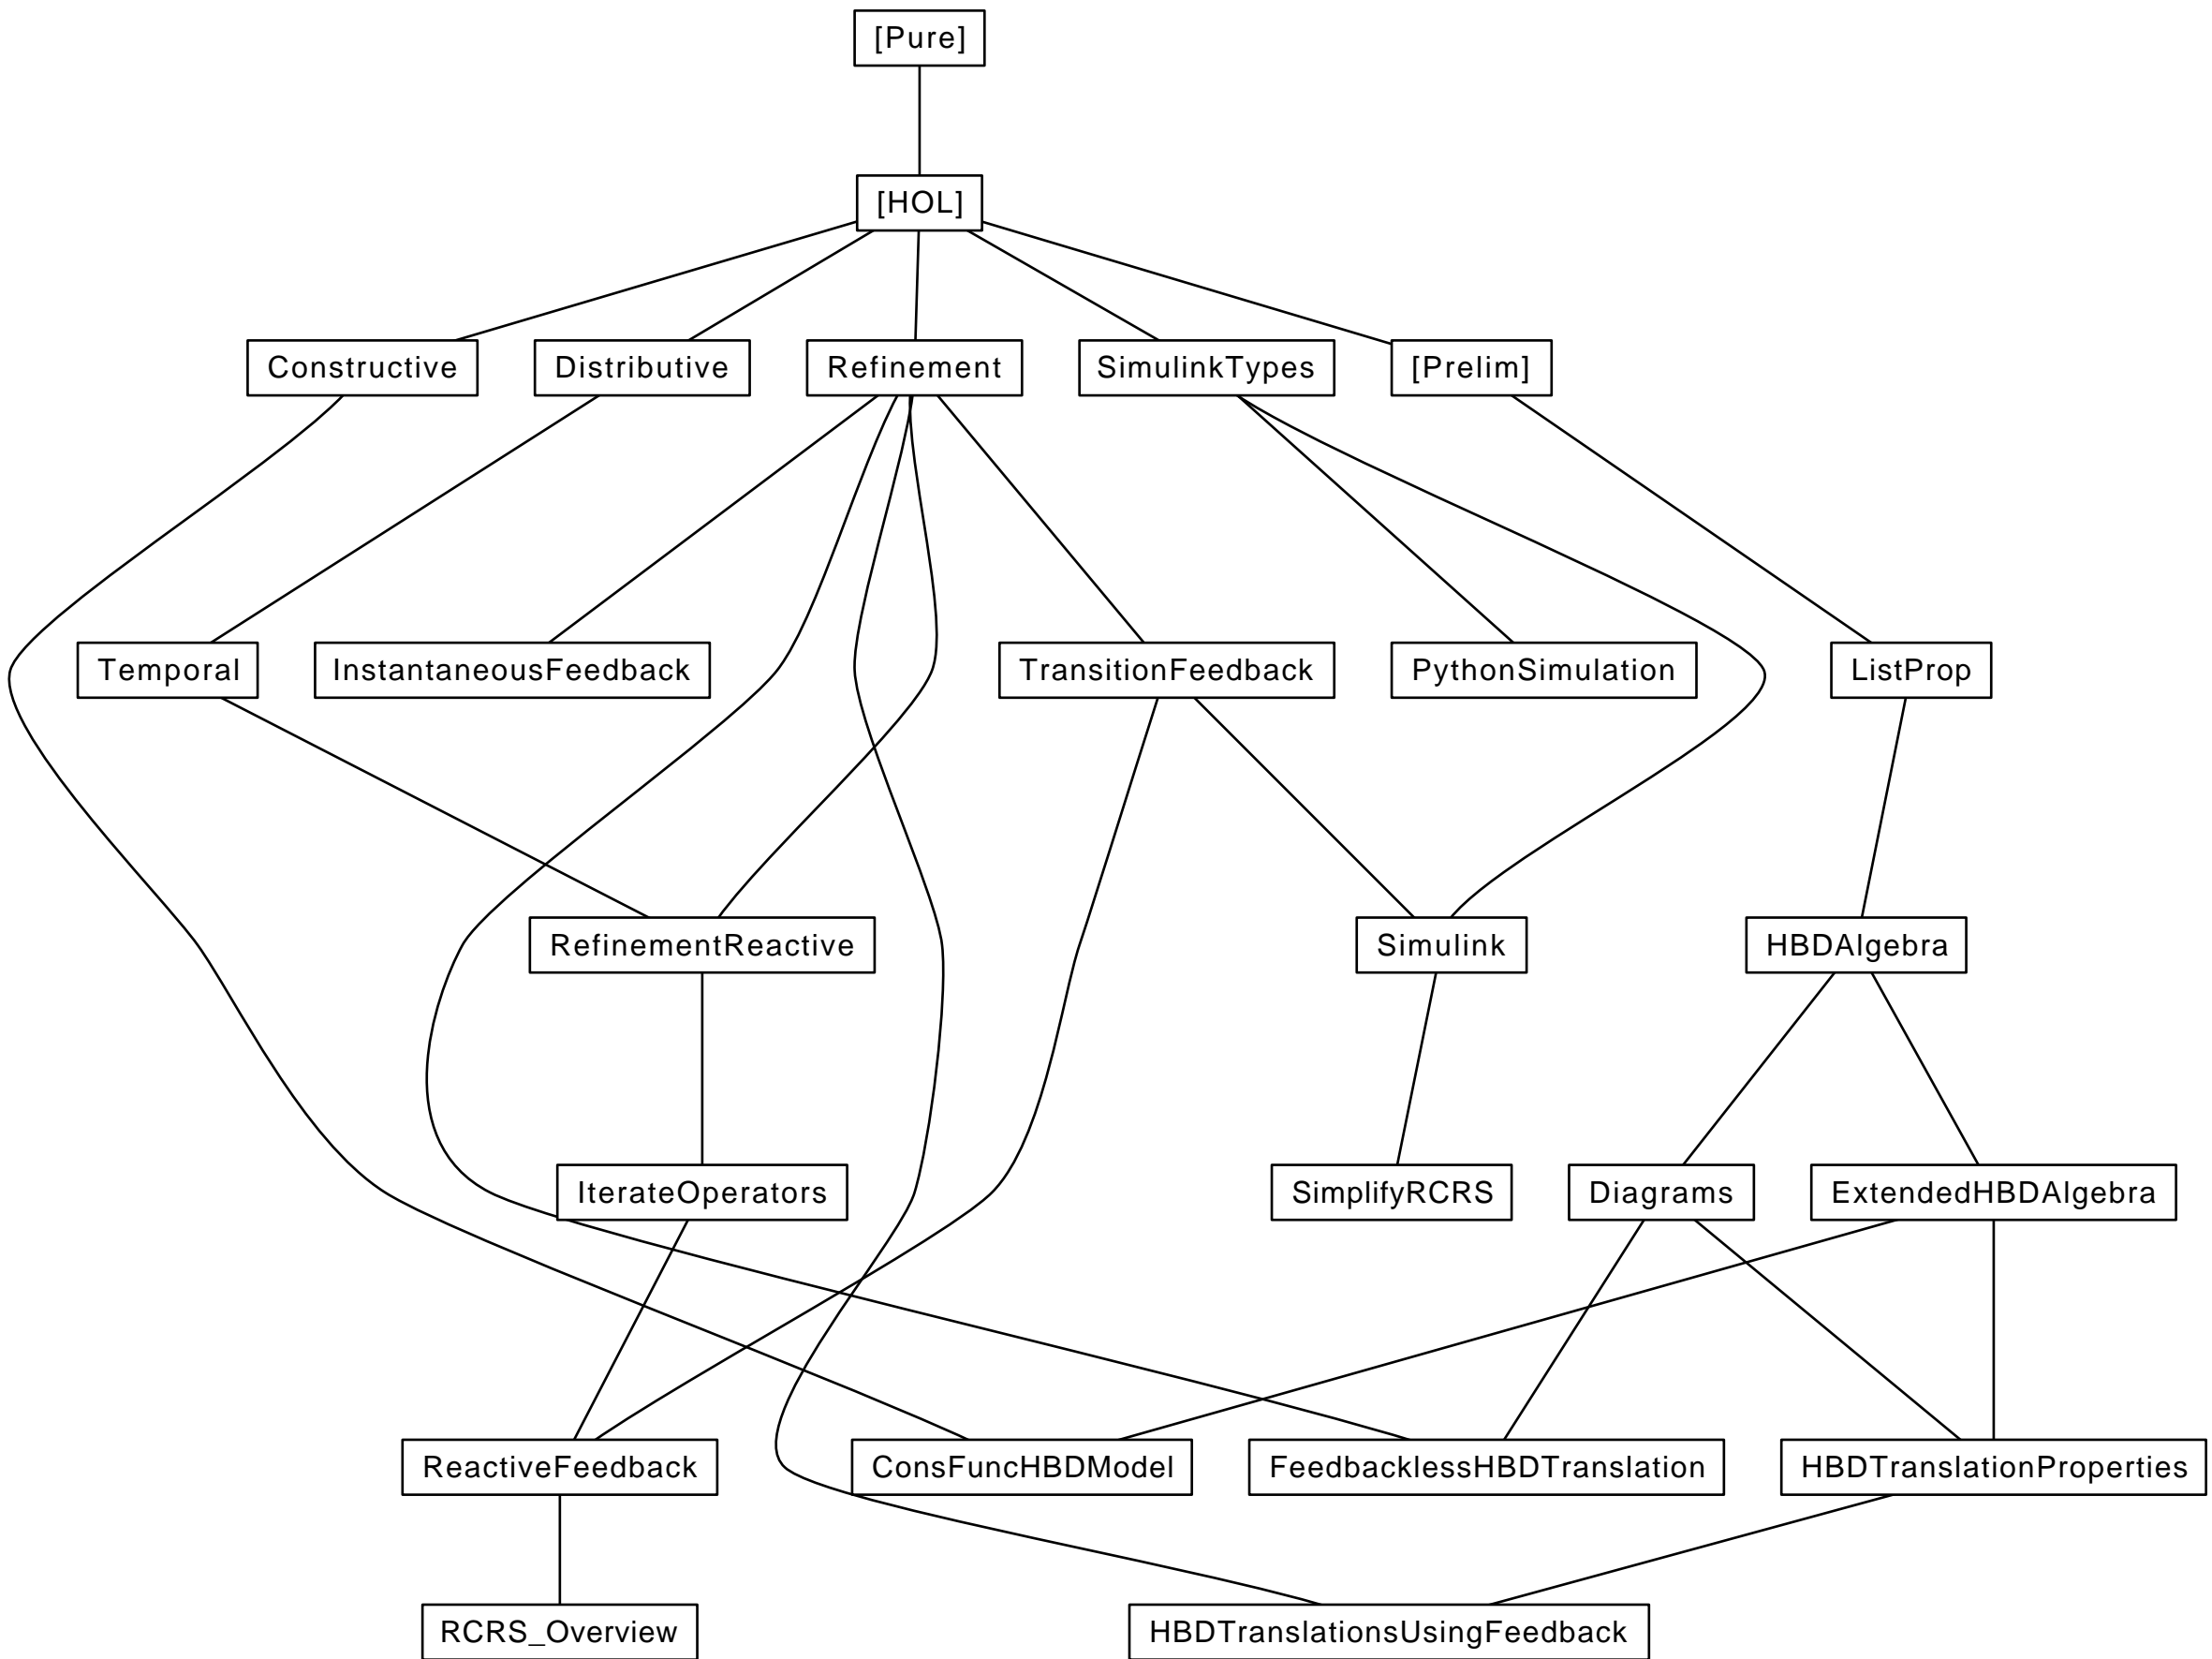 [Pure]
[HOL]
Constructive
Distributive
Refinement
SimulinkTypes
[Prelim]
Temporal
InstantaneousFeedback
TransitionFeedback
PythonSimulation
ListProp
RefinementReactive
Simulink
HBDAlgebra
IterateOperators
SimplifyRCRS
Diagrams
ExtendedHBDAlgebra
ReactiveFeedback
ConsFuncHBDModel
FeedbacklessHBDTranslation
HBDTranslationProperties
RCRS_Overview
HBDTranslationsUsingFeedback